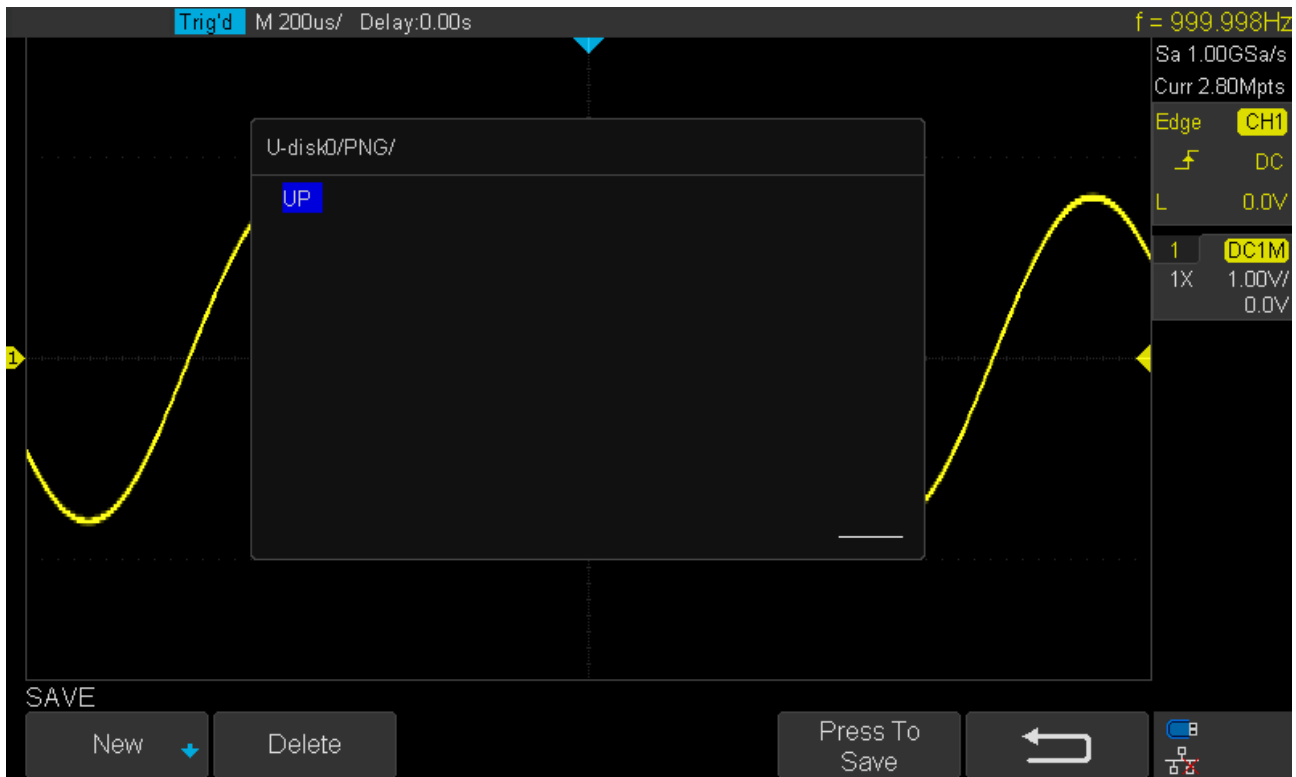 Trig'd M 200us/ Delay:0.00s f = 999.998Hz
Sa 1.00GSa/s
Curr 2.80Mpts
Edge CH1
DC
L 0.0V
1 DC1M
1X 1.00V/
0.0V
U-disk0/PNG/
UP
1
SAVE
New
Delete
Press To
Save